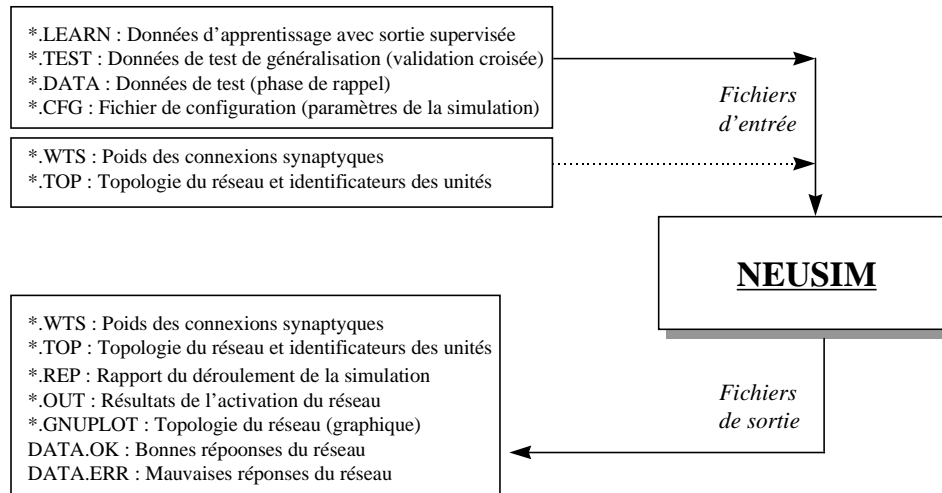 *.LEARN : Données d'apprentissage avec sortie supervisée
*.TEST : Données de test de généralisation (validation croisée)
*.DATA : Données de test (phase de rappel)
*.CFG : Fichier de configuration (paramètres de la simulation)
Fichiers
d'entrée
*.WTS : Poids des connexions synaptyques
*.TOP : Topologie du réseau et identificateurs des unités
NEUSIM
*.WTS : Poids des connexions synaptyques
*.TOP : Topologie du réseau et identificateurs des unités
*.REP : Rapport du déroulement de la simulation
*.OUT : Résultats de l'activation du réseau
*.GNUPLOT : Topologie du réseau (graphique)
DATA.OK : Bonnes répoonses du réseau
DATA.ERR : Mauvaises réponses du réseau
Fichiers
de sortie